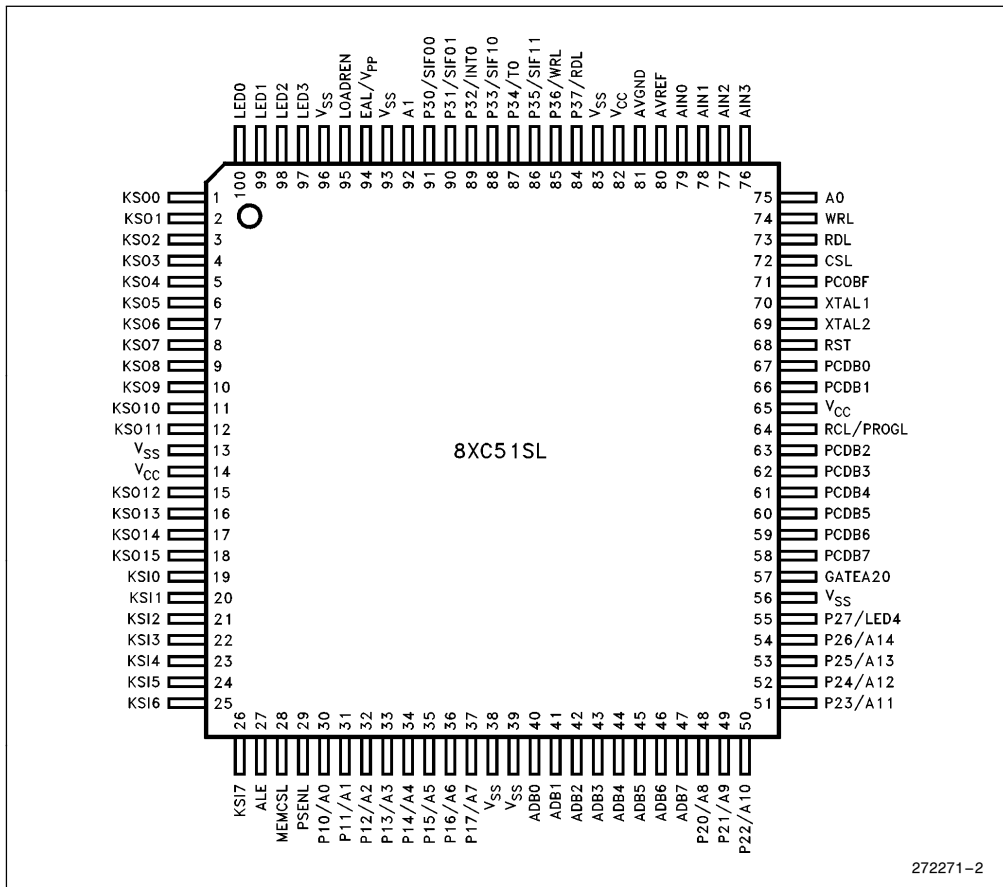 LED0
LED1
LED2
LED3
VSS
LOADREN
EAL/VPP
VSS
A1
P30/SIF00
P31/SIF01
P32/INT0
P33/SIF10
P34/T0
P35/SIF11
P36/WRL
P37/RDL
VSS
VCC
AVGND
AVREF
AIN0
AIN1
AIN2
AIN3
100 99 98 97 96 95 94 93 92 91 90 89 88 87 86 85 84 83 82 81 80 79 78 77 76
KSO0 1 75 A0
KSO1 2 74 WRL
KSO2 3 73 RDL
KSO3 4 72 CSL
KSO4 5 71 PCOBF
KSO5 6 70 XTAL1
KSO6 7 69 XTAL2
KSO7 8 68 RST
KSO8 9 67 PCDB0
KSO9 10 66 PCDB1
KSO10 11 65 VCC
KSO11 12 64 RCL/PROGL
VSS 13 63 PCDB2
8XC51SL
VCC 14 62 PCDB3
KSO12 15 61 PCDB4
KSO13 16 60 PCDB5
KSO14 17 59 PCDB6
KSO15 18 58 PCDB7
KSI0 19 57 GATEA20
KSI1 20 56 VSS
KSI2 21 55 P27/LED4
KSI3 22 54 P26/A14
KSI4 23 53 P25/A13
KSI5 24 52 P24/A12
KSI6 25 51 P23/A11
26 27 28 29 30 31 32 33 34 35 36 37 38 39 40 41 42 43 44 45 46 47 48 49 50
KSI7
ALE
MEMCSL
PSENL
P10/A0
P11/A1
P12/A2
P13/A3
P14/A4
P15/A5
P16/A6
P17/A7
VSS
VSS
ADB0
ADB1
ADB2
ADB3
ADB4
ADB5
ADB6
ADB7
P20/A8
P21/A9
P22/A10
272271-2